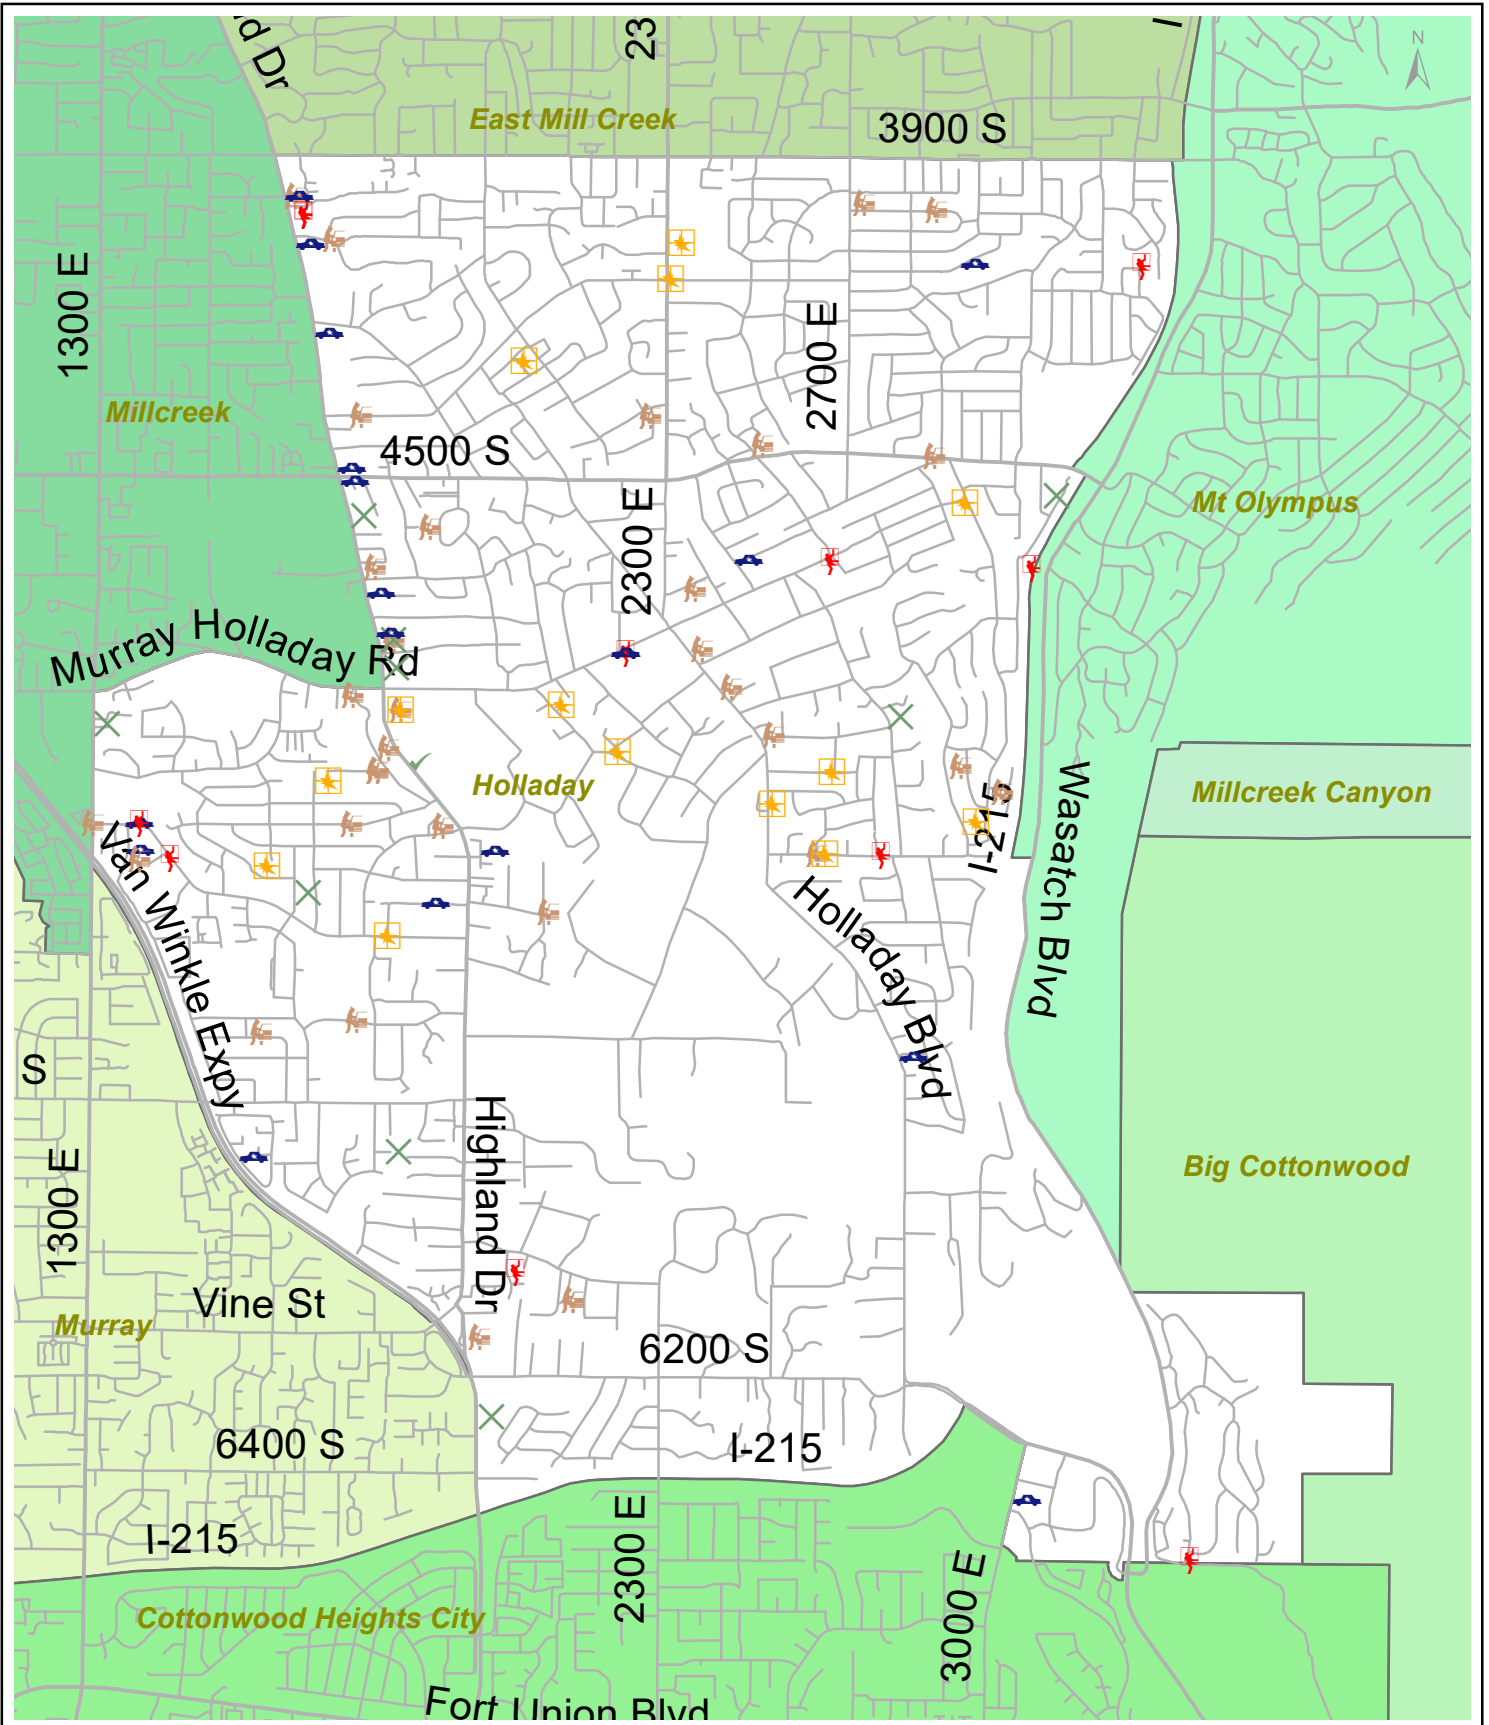 d Dr
23
I
N
East Mill Creek
3900 S
1300 E
2700 E
Millcreek
4500 S
Mt Olympus
2300 E
Murray Holladay Rd
Holladay
Millcreek Canyon
I-215
Wasatch Blvd
Van Winkle Expy
Holladay Blvd
S
Highland Dr
1300 E
Big Cottonwood
Vine St
Murray
6200 S
6400 S
I-215
I-215
2300 E
3000 E
Cottonwood Heights City
Fort Union Blvd